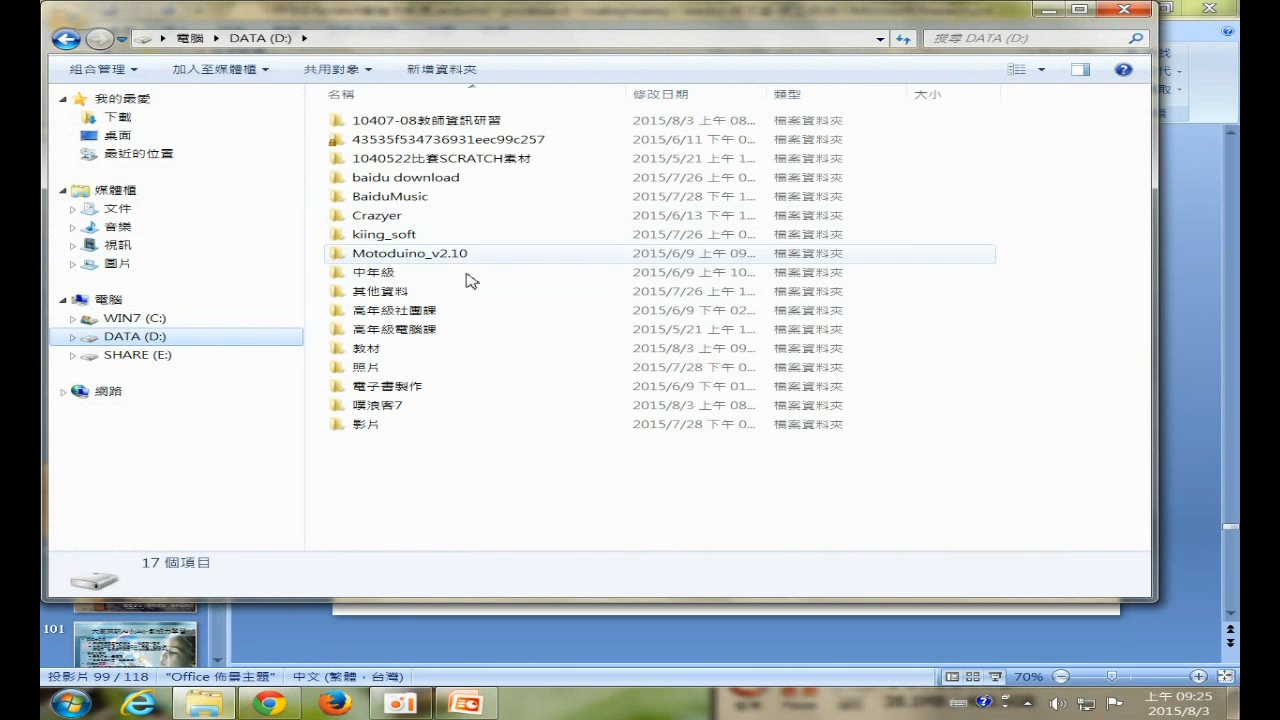 電腦 DATA (D:)
搜尋 DATA (D:)
組合管理 加入至媒體櫃 共用對象 新增資料夾
名稱 修改日期 類型 大小
我的最愛
下載
桌面
最近的位置
媒體櫃
文件
音樂
視訊
圖片
電腦
WIN7 (C:)
DATA (D:)
SHARE (E:)
網路
10407-08教師資訊研習 2015/8/3 上午 08... 檔案資料夾
43535f534736931eec99c257 2015/6/11 下午 0... 檔案資料夾
1040522比賽SCRATCH素材 2015/5/21 上午 1... 檔案資料夾
baidu download 2015/7/26 上午 0... 檔案資料夾
BaiduMusic 2015/7/28 下午 1... 檔案資料夾
Crazyer 2015/6/13 下午 1... 檔案資料夾
kiing_soft 2015/7/26 上午 0... 檔案資料夾
Motoduino_v2.10 2015/6/9 上午 09... 檔案資料夾
中年級 2015/6/9 上午 10... 檔案資料夾
其他資料 2015/7/26 上午 1... 檔案資料夾
高年級社團課 2015/6/9 下午 02... 檔案資料夾
高年級電腦課 2015/5/21 上午 1... 檔案資料夾
教材 2015/8/3 上午 09... 檔案資料夾
照片 2015/7/28 下午 0... 檔案資料夾
電子書製作 2015/6/9 下午 01... 檔案資料夾
噗浪客7 2015/8/3 上午 08... 檔案資料夾
影片 2015/7/28 下午 0... 檔案資料夾
17 個項目
101
投影片 99 / 118 "Office 佈景主題" 中文 (繁體，台灣) 70%
上午 09:25
2015/8/3